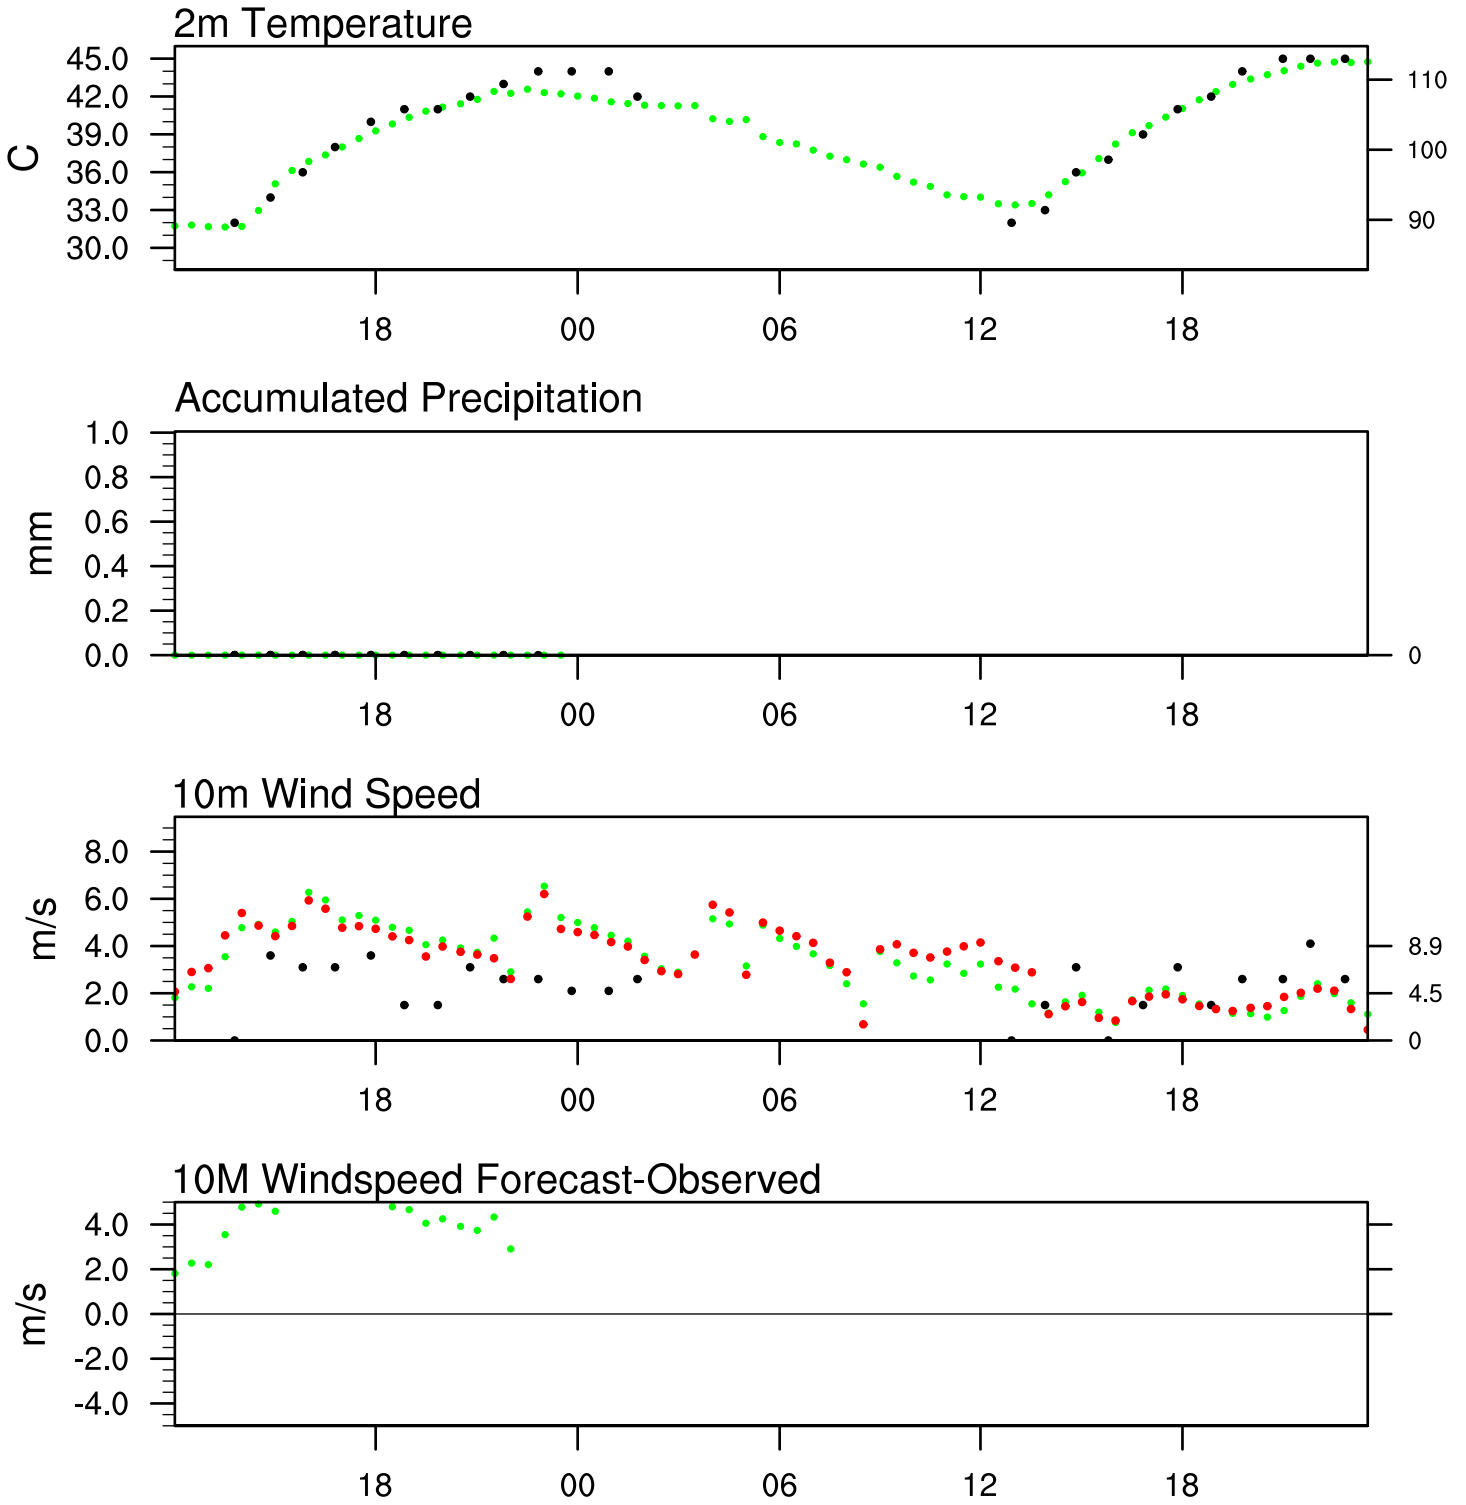 2m Temperature
45.0
42.0
39.0
36.0
33.0
30.0
C
110
100
90
18 00 06 12 18
Accumulated Precipitation
1.0
0.8
0.6
0.4
0.2
0.0
mm
0
18 00 06 12 18
10m Wind Speed
8.0
6.0
4.0
2.0
0.0
m/s
8.9
4.5
0
18 00 06 12 18
10M Windspeed Forecast-Observed
4.0
2.0
0.0
-2.0
-4.0
m/s
18 00 06 12 18